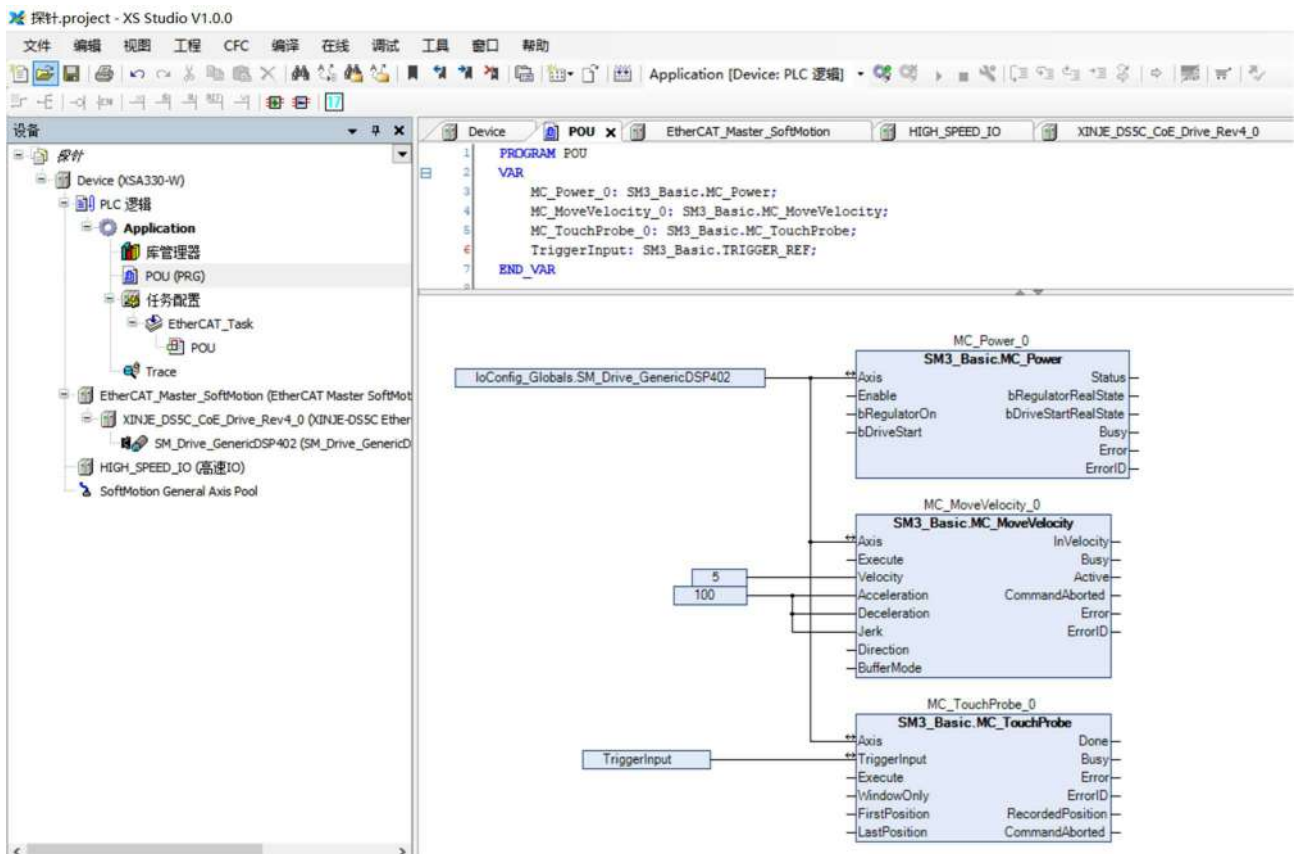 探针.project - XS Studio V1.0.0
文件 编辑 视图 工程 CFC 编译 在线 调试 工具 窗口 帮助
Application [Device: PLC 逻辑]
设备
Device POU EtherCAT_Master_SoftMotion HIGH_SPEED_IO XINJE_DS5C_CoE_Drive_Rev4_0
探针
Device (XSA330-W)
PLC 逻辑
Application
库管理器
POU (PRG)
任务配置
EtherCAT_Task
POU
Trace
EtherCAT_Master_SoftMotion (EtherCAT Master SoftMot
XINJE_DS5C_CoE_Drive_Rev4_0 (XINJE-DS5C Ether
SM_Drive_GenericDSP402 (SM_Drive_GenericD
HIGH_SPEED_IO (高速IO)
SoftMotion General Axis Pool
1 PROGRAM POU
2 VAR
3 MC_Power_0: SM3_Basic.MC_Power;
4 MC_MoveVelocity_0: SM3_Basic.MC_MoveVelocity;
5 MC_TouchProbe_0: SM3_Basic.MC_TouchProbe;
6 TriggerInput: SM3_Basic.TRIGGER_REF;
7 END_VAR
MC_Power_0
SM3_Basic.MC_Power
IoConfig_Globals.SM_Drive_GenericDSP402
Axis Status
Enable bRegulatorRealState
bRegulatorOn bDriveStartRealState
bDriveStart Busy
Error
ErrorID
MC_MoveVelocity_0
SM3_Basic.MC_MoveVelocity
Axis InVelocity
Execute Busy
5 Velocity Active
100 Acceleration CommandAborted
Deceleration Error
Jerk ErrorID
Direction
BufferMode
MC_TouchProbe_0
SM3_Basic.MC_TouchProbe
Axis Done
TriggerInput TriggerInput Busy
Execute Error
WindowOnly ErrorID
FirstPosition RecordedPosition
LastPosition CommandAborted